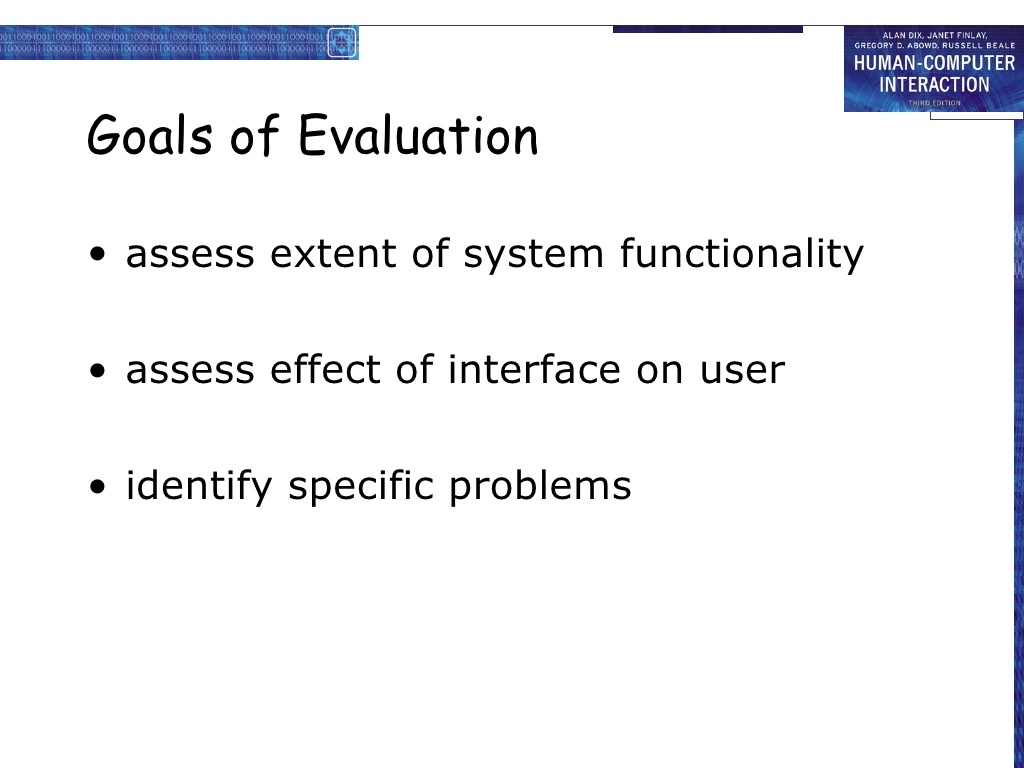 ALAN DIX, JANET FINLAY,
GREGORY D. ABOWD, RUSSELL BEALE
HUMAN-COMPUTER
INTERACTION
THIRD EDITION
Goals of Evaluation
• assess extent of system functionality
• assess effect of interface on user
• identify specific problems